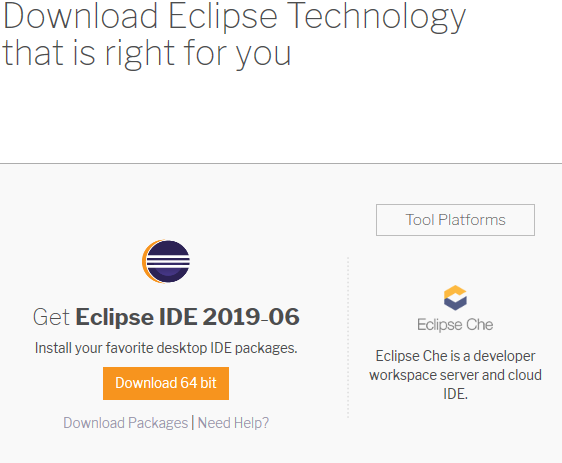 Download Eclipse Technology
that is right for you
Tool Platforms
Get Eclipse IDE 2019-06
Install your favorite desktop IDE packages.
Download 64 bit
Download Packages | Need Help?
Eclipse Che
Eclipse Che is a developer
workspace server and cloud
IDE.